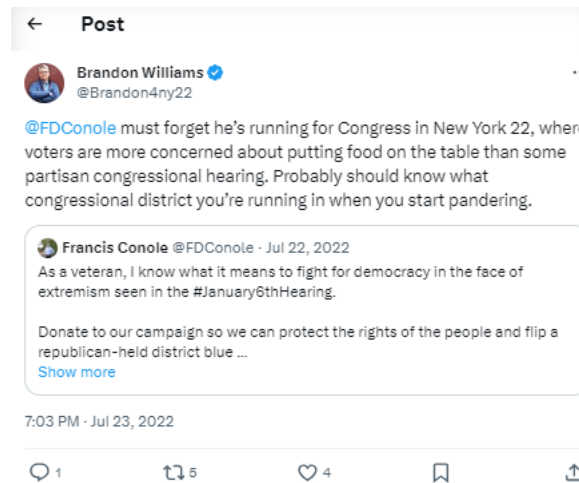 Post
Brandon Williams
@Brandon4ny22
@FDConole must forget he's running for Congress in New York 22, where
voters are more concerned about putting food on the table than some
partisan congressional hearing. Probably should know what
congressional district you're running in when you start pandering.
Francis Conole @FDConole · Jul 22, 2022
As a veteran, I know what it means to fight for democracy in the face of
extremism seen in the #January6thHearing.
Donate to our campaign so we can protect the rights of the people and flip a
republican-held district blue ...
Show more
7:03 PM · Jul 23, 2022
1 5 4